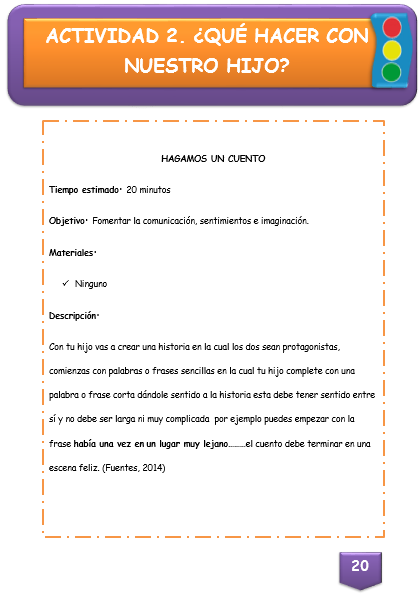 ACTIVIDAD 2. ¿QUÉ HACER CON
NUESTRO HIJO?
HAGAMOS UN CUENTO
Tiempo estimado· 20 minutos
Objetivo· Fomentar la comunicación, sentimientos e imaginación.
Materiales·
✓ Ninguno
Descripción·
Con tu hijo vas a crear una historia en la cual los dos sean protagonistas,
comienzas con palabras o frases sencillas en la cual tu hijo complete con una
palabra o frase corta dándole sentido a la historia esta debe tener sentido entre
sí y no debe ser larga ni muy complicada por ejemplo puedes empezar con la
frase había una vez en un lugar muy lejano.........el cuento debe terminar en una
escena feliz. (Fuentes, 2014)
20